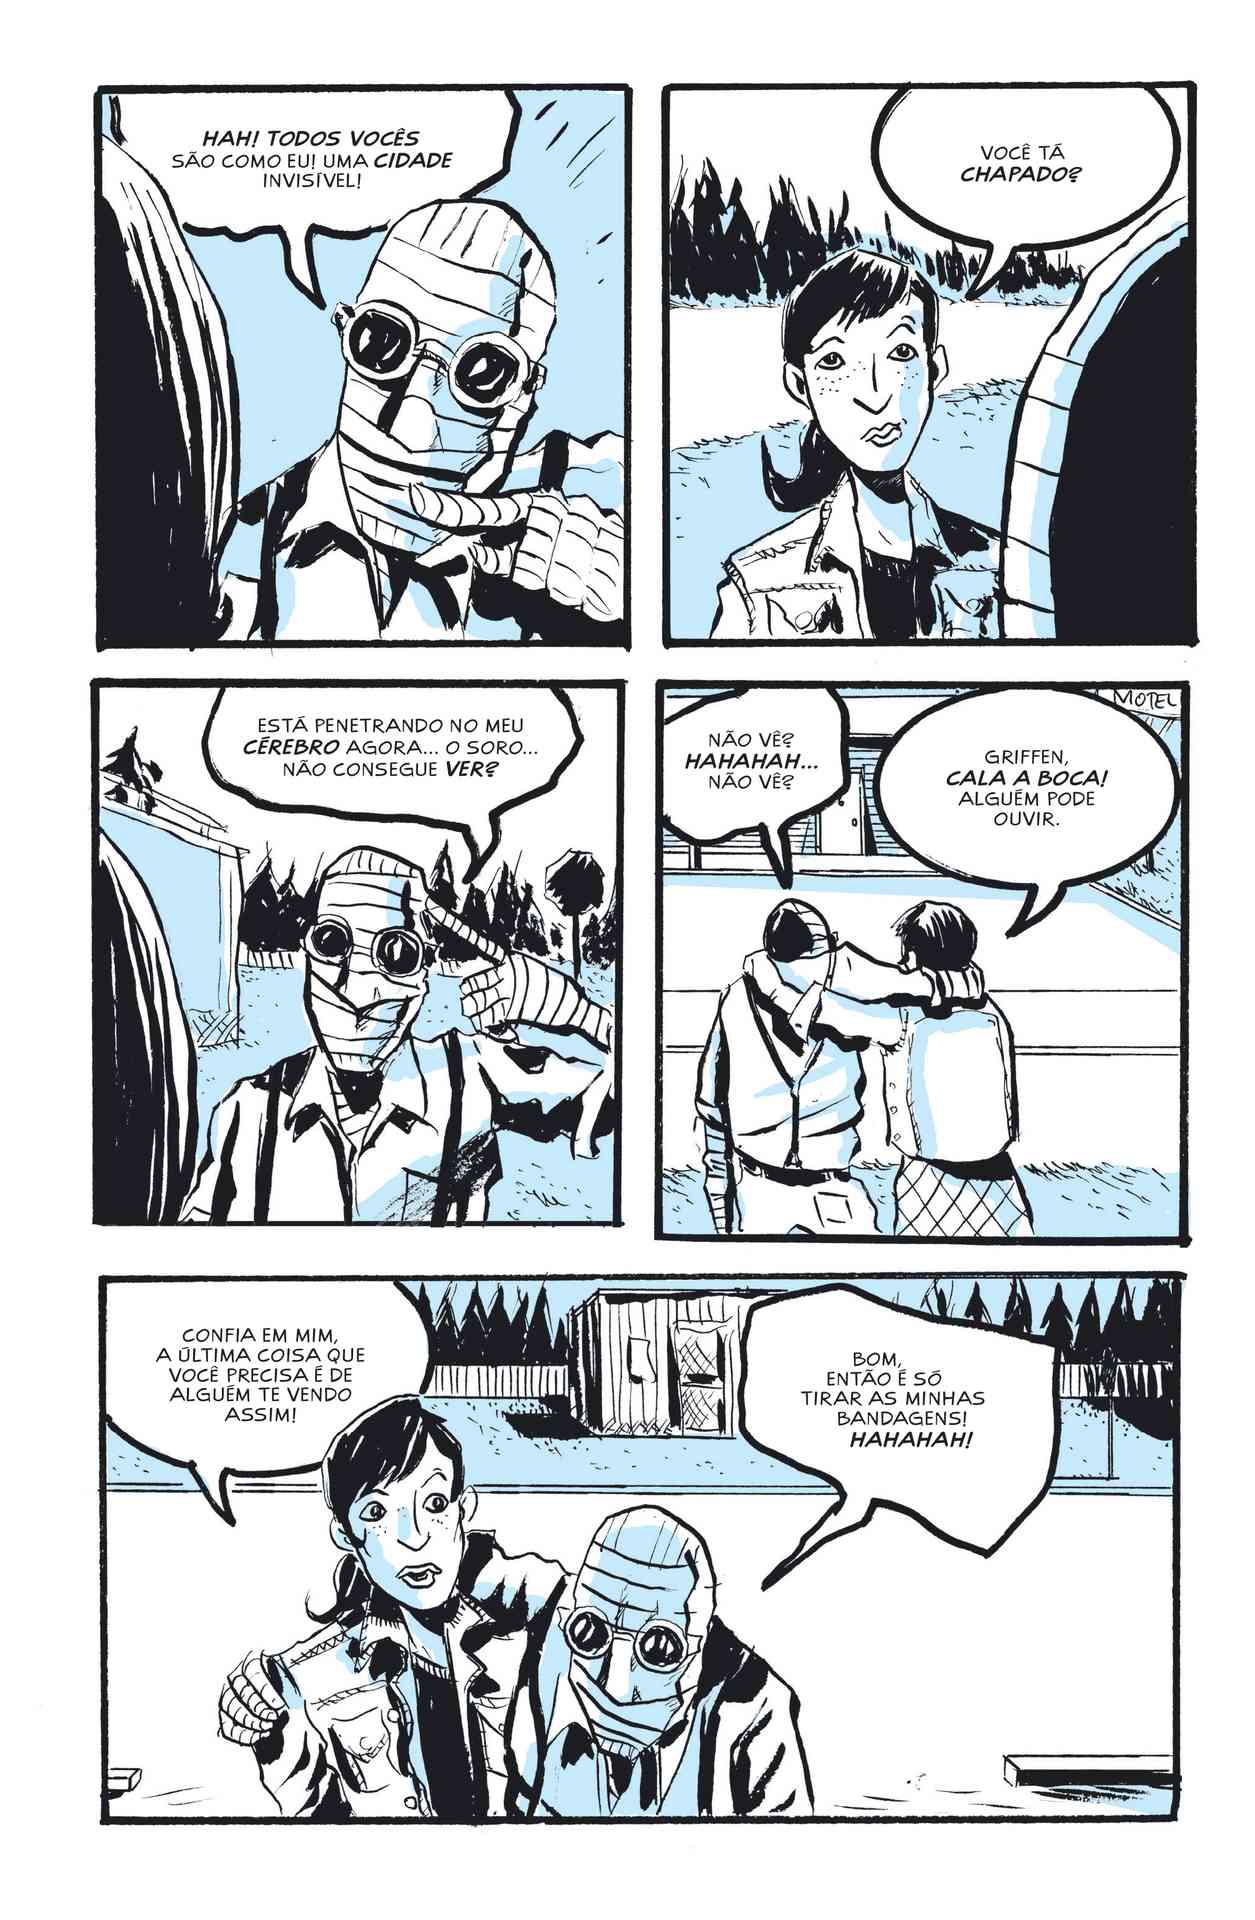 HAH! TODOS VOCÊS
SÃO COMO EU! UMA CIDADE
INVISÍVEL!
VOCÊ TÁ
CHAPADO?
ESTÁ PENETRANDO NO MEU
CÉREBRO AGORA... O SORO...
NÃO CONSEGUE VER?
NÃO VÊ?
HAHAHAH...
NÃO VÊ?
MOTEL
GRIFFEN,
CALA A BOCA!
ALGUÉM PODE
OUVIR.
CONFIA EM MIM,
A ÚLTIMA COISA QUE
VOCÊ PRECISA É DE
ALGUÉM TE VENDO
ASSIM!
BOM,
ENTÃO É SÓ
TIRAR AS MINHAS
BANDAGENS!
HAHAHAH!